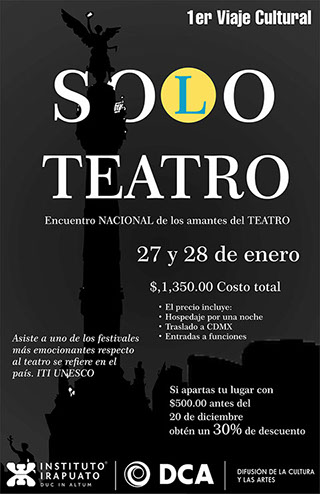 1er Viaje Cultural
SOLO
TEATRO
Encuentro NACIONAL de los amantes del TEATRO
27 y 28 de enero
$,1,350.00 Costo total
• El precio incluye:
• Hospedaje por una noche
• Traslado a CDMX
• Entradas a funciones
Asiste a uno de los festivales
más emocionantes respecto
al teatro se refiere en el
país. ITI UNESCO
Si apartas tu lugar con
$500.00 antes del
20 de diciembre
obtén un 30% de descuento
INSTITUTO
IRAPUATO
DUC IN ALTUM
DCA
DIFUSIÓN DE LA CULTURA
Y LAS ARTES